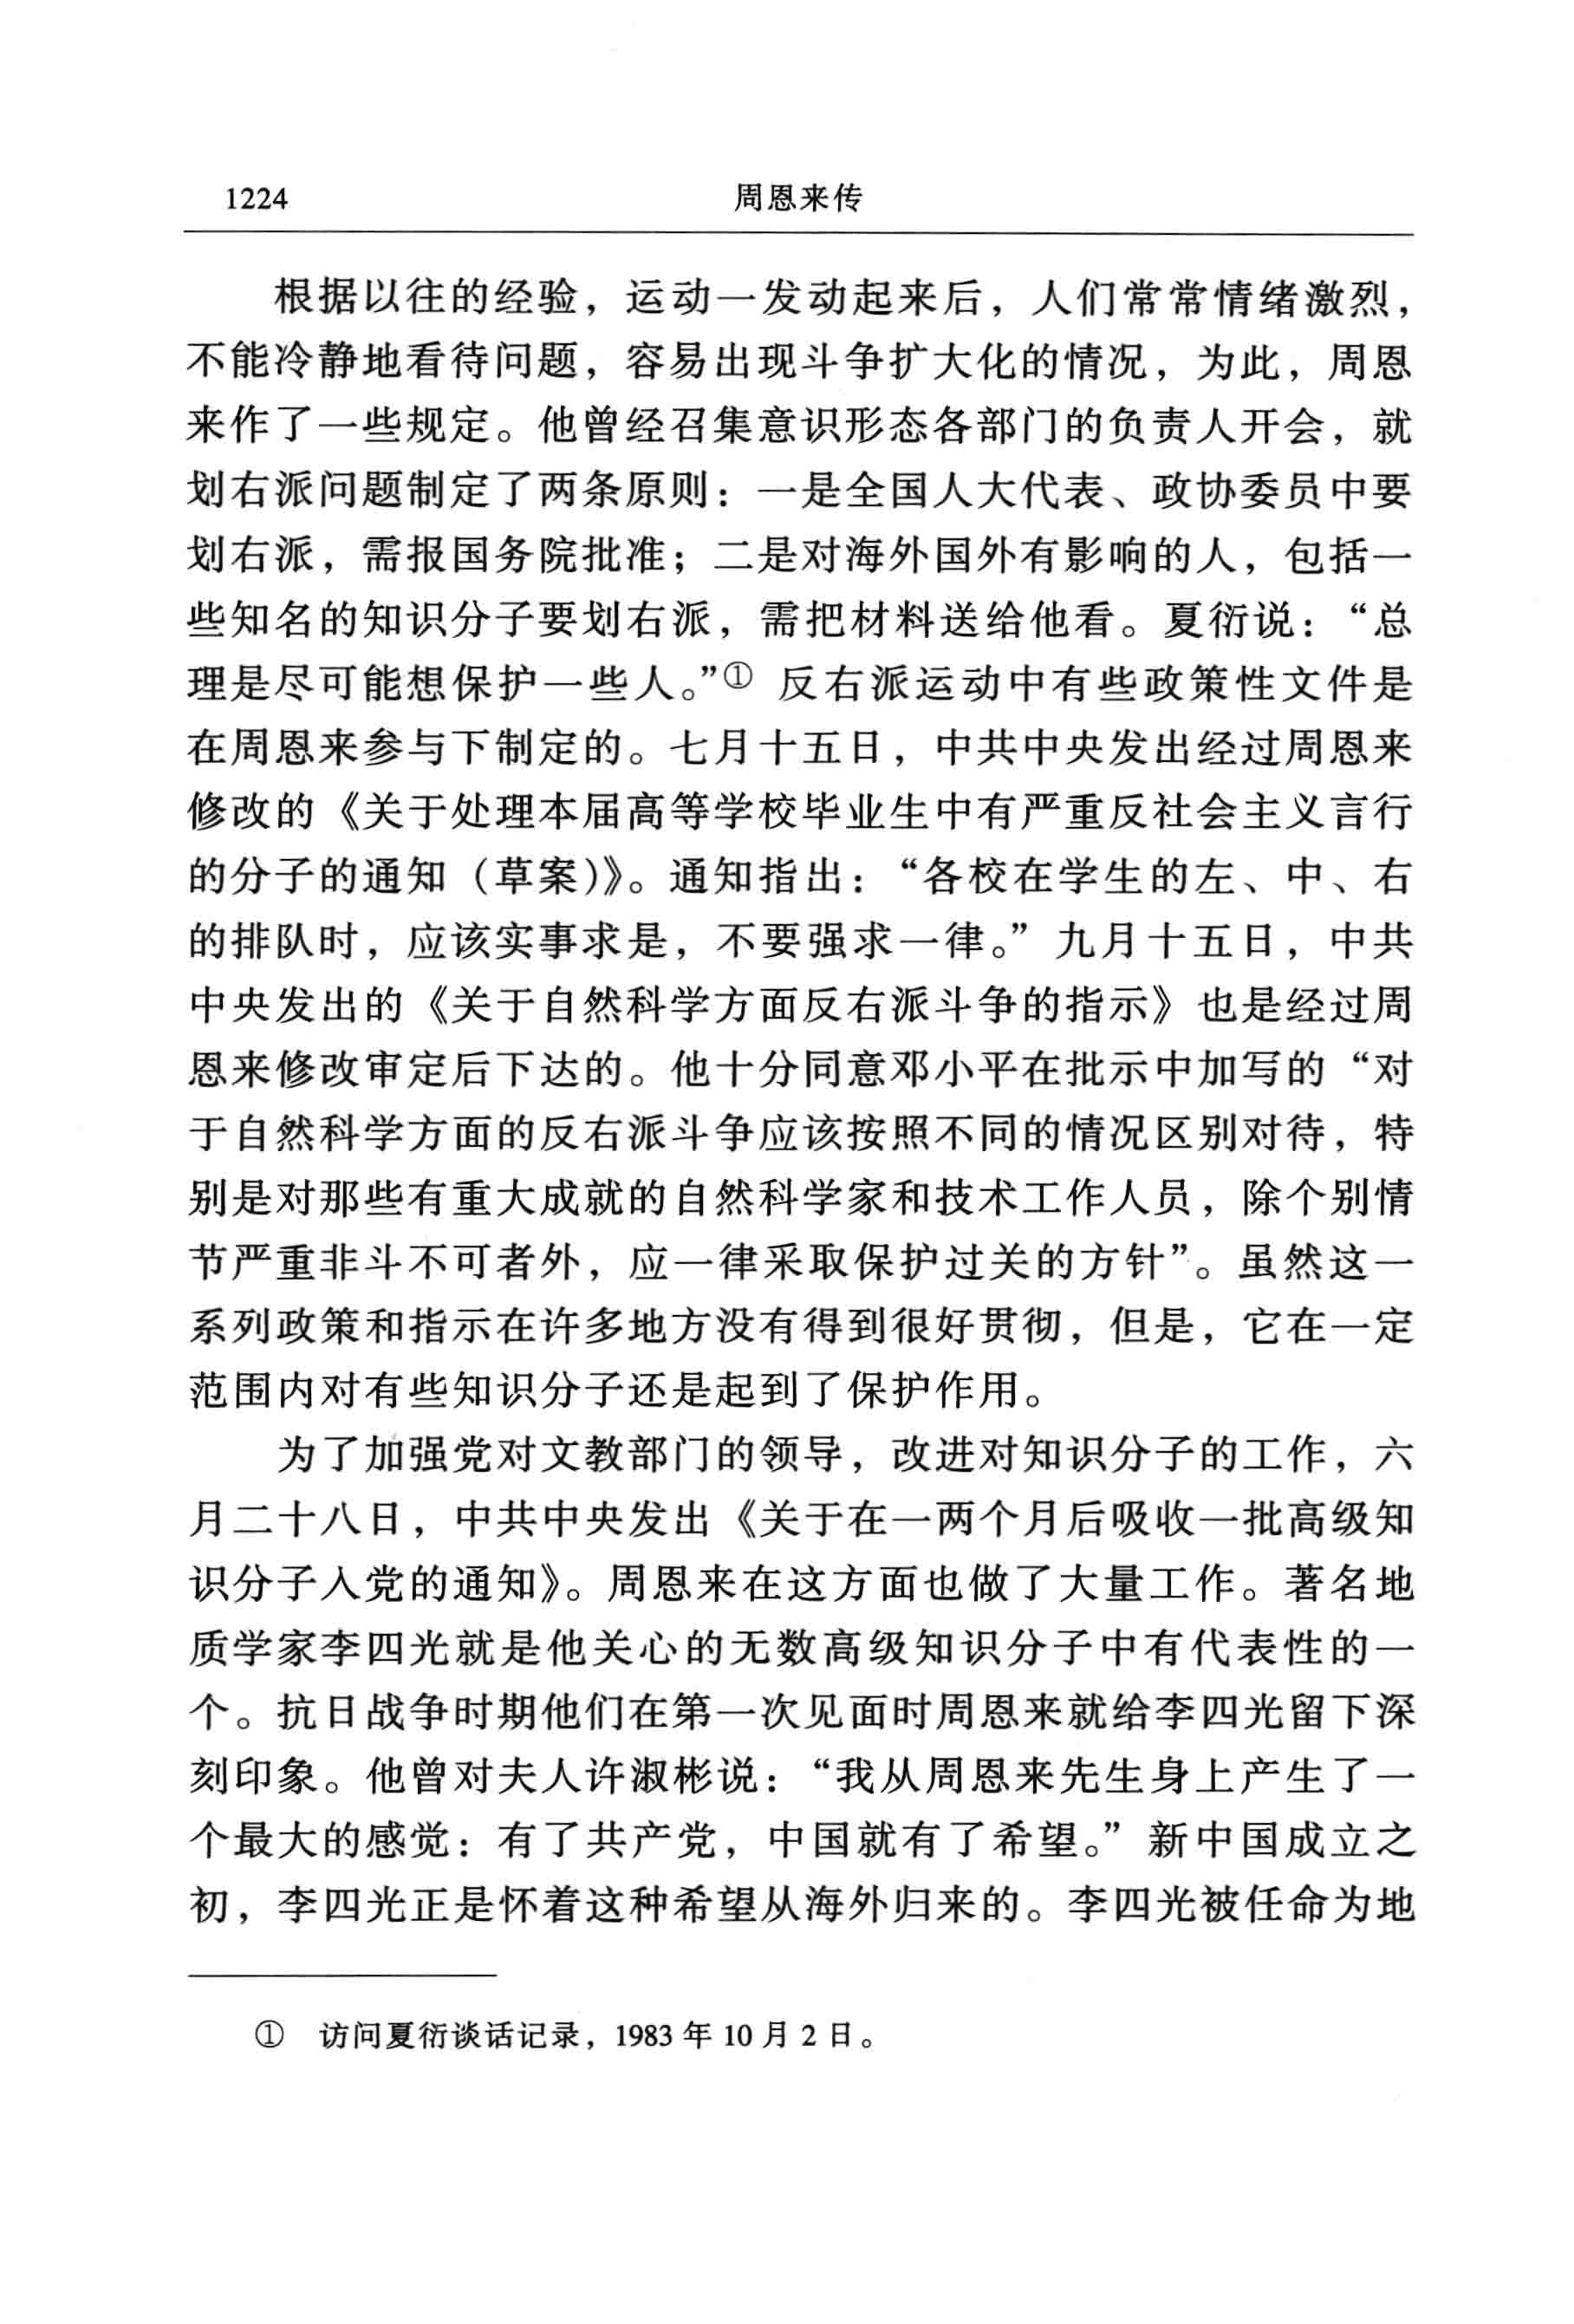 1224 周恩来传
根据以往的经验，运动一发动起来后，人们常常情绪激烈，
不能冷静地看待问题，容易出现斗争扩大化的情况，为此，周恩
来作了一些规定。他曾经召集意识形态各部门的负责人开会，就
划右派问题制定了两条原则：一是全国人大代表、政协委员中要
划右派，需报国务院批准；二是对海外国外有影响的人，包括一
些知名的知识分子要划右派，需把材料送给他看。夏衍说：“总
理是尽可能想保护一些人。”① 反右派运动中有些政策性文件是
在周恩来参与下制定的。七月十五日，中共中央发出经过周恩来
修改的《关于处理本届高等学校毕业生中有严重反社会主义言行
的分子的通知（草案）》。通知指出：“各校在学生的左、中、右
的排队时，应该实事求是，不要强求一律。”九月十五日，中共
中央发出的《关于自然科学方面反右派斗争的指示》也是经过周
恩来修改审定后下达的。他十分同意邓小平在批示中加写的“对
于自然科学方面的反右派斗争应该按照不同的情况区别对待，特
别是对那些有重大成就的自然科学家和技术工作人员，除个别情
节严重非斗不可者外，应一律采取保护过关的方针”。虽然这一
系列政策和指示在许多地方没有得到很好贯彻，但是，它在一定
范围内对有些知识分子还是起到了保护作用。
为了加强党对文教部门的领导，改进对知识分子的工作，六
月二十八日，中共中央发出《关于在一两个月后吸收一批高级知
识分子入党的通知》。周恩来在这方面也做了大量工作。著名地
质学家李四光就是他关心的无数高级知识分子中有代表性的一
个。抗日战争时期他们在第一次见面时周恩来就给李四光留下深
刻印象。他曾对夫人许淑彬说：“我从周恩来先生身上产生了一
个最大的感觉：有了共产党，中国就有了希望。”新中国成立之
初，李四光正是怀着这种希望从海外归来的。李四光被任命为地
① 访问夏衍谈话记录，1983年10月2日。